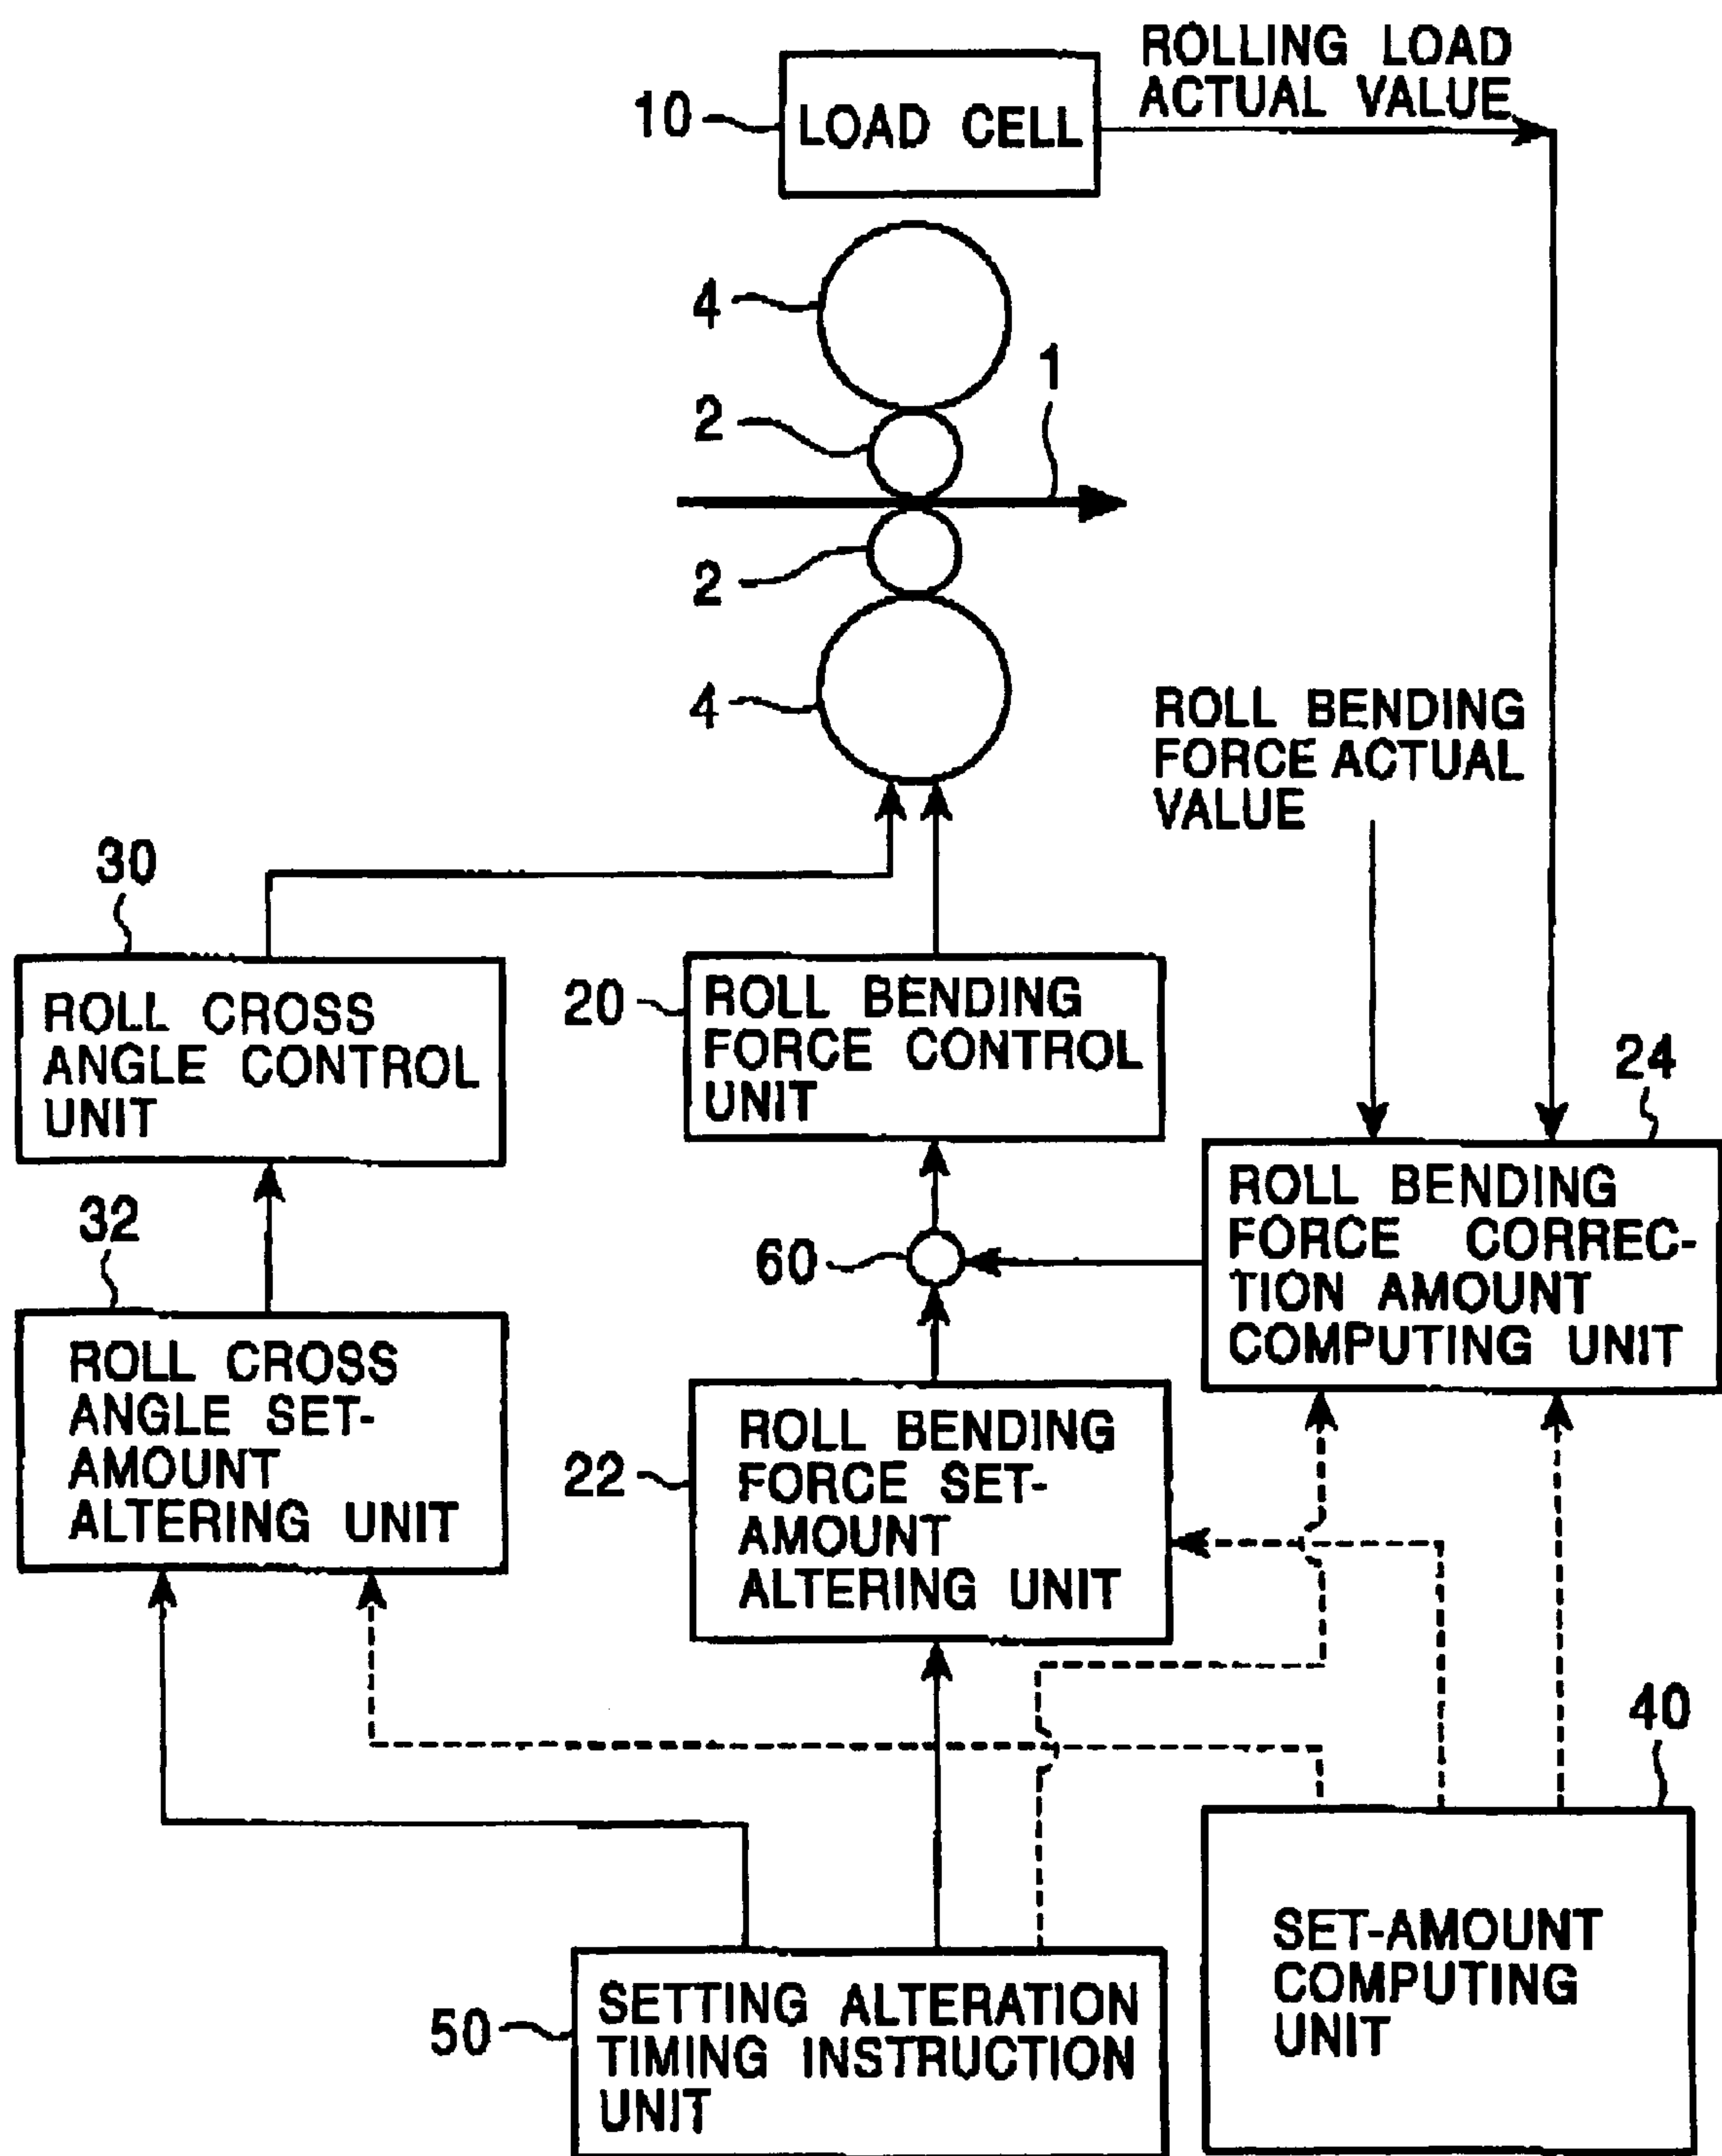 ROLLING LOAD
ACTUAL VALUE
10
LOAD CELL
4
1
2
2
4
ROLL BENDING
FORCE ACTUAL
VALUE
30
ROLL CROSS
ANGLE CONTROL
UNIT
20
ROLL BENDING
FORCE CONTROL
UNIT
24
ROLL BENDING
FORCE CORREC-
TION AMOUNT
COMPUTING UNIT
32
60
ROLL CROSS
ANGLE SET-
AMOUNT
ALTERING UNIT
22
ROLL BENDING
FORCE SET-
AMOUNT
ALTERING UNIT
40
SET-AMOUNT
COMPUTING
UNIT
50
SETTING ALTERATION
TIMING INSTRUCTION
UNIT